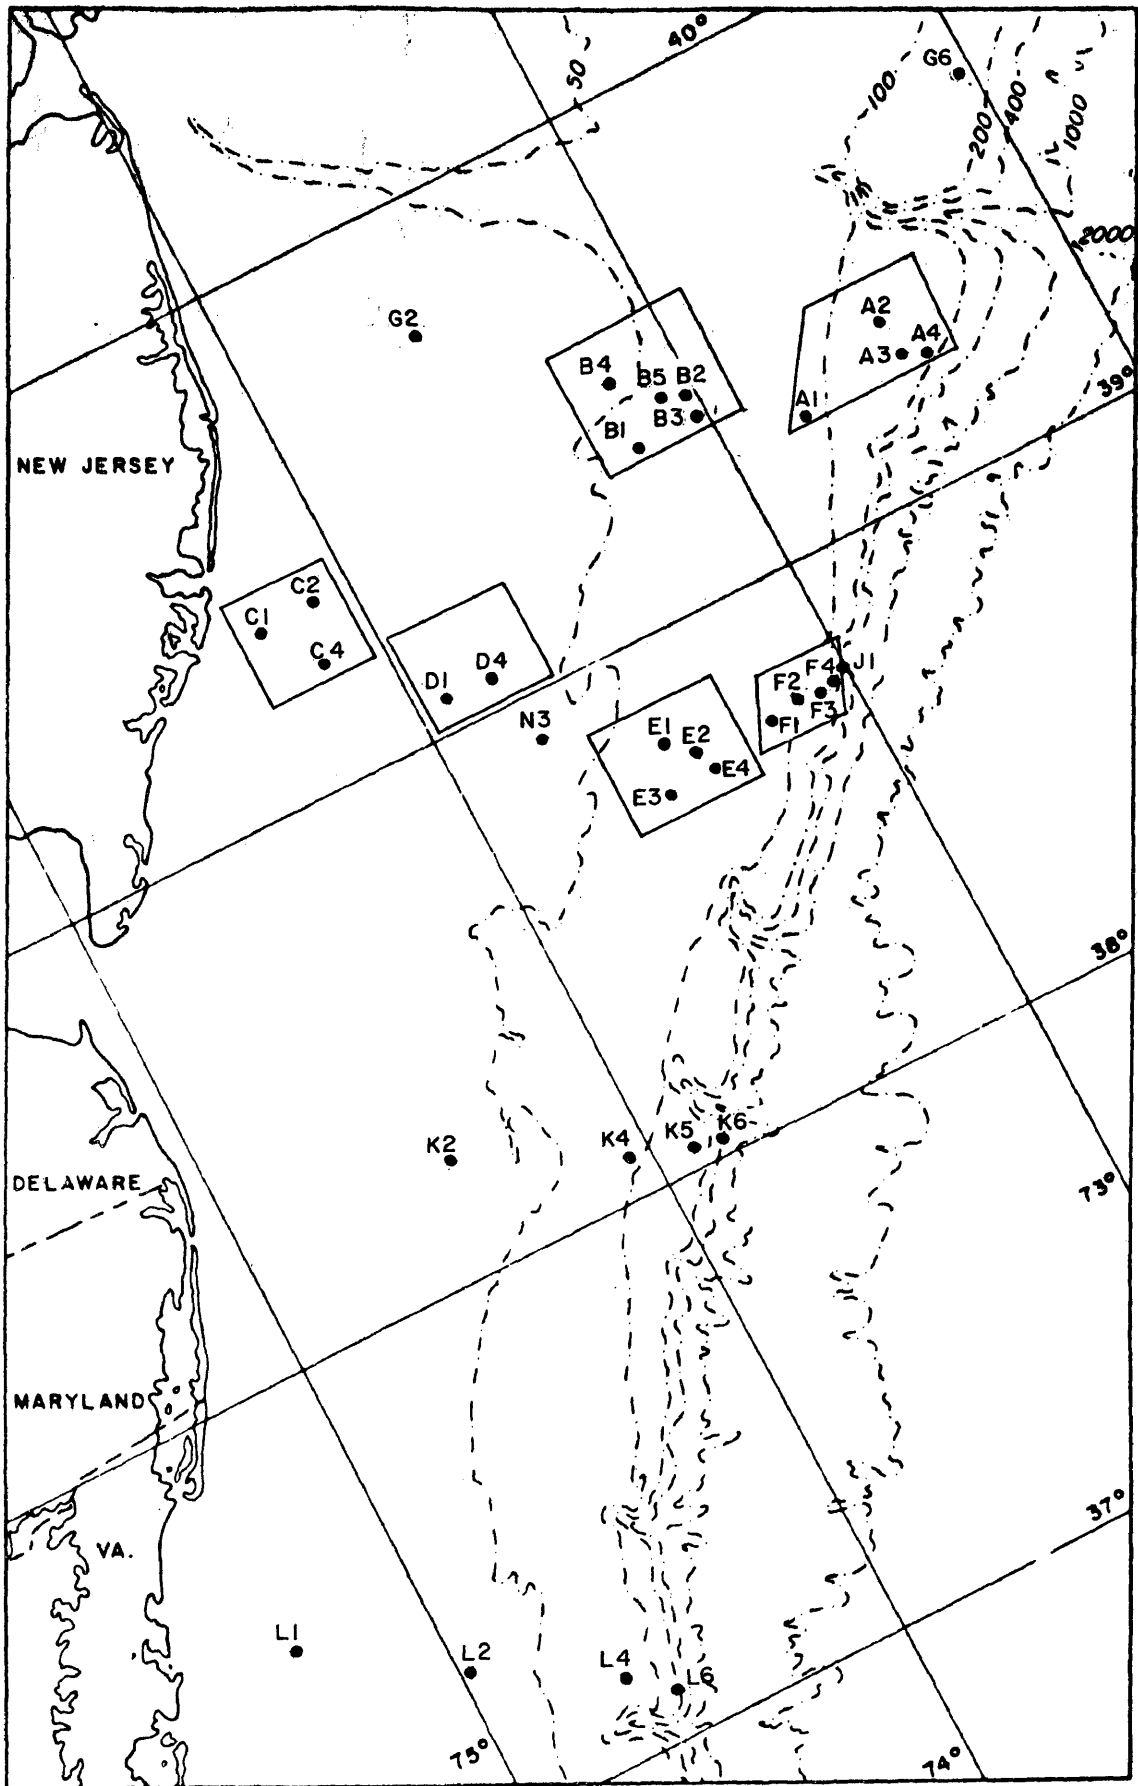 40°
50
100
G6
200
400
1000
2000
G2
A2
A3
A4
A1
B4
B5
B2
B3
B1
39°
NEW JERSEY
C2
C1
C4
D1
D4
N3
E1
E2
E4
E3
F4
J1
F2
F3
F1
38°
K2
K4
K5
K6
DELAWARE
73°
MARYLAND
37°
VA.
L1
L2
L4
L6
75°
74°